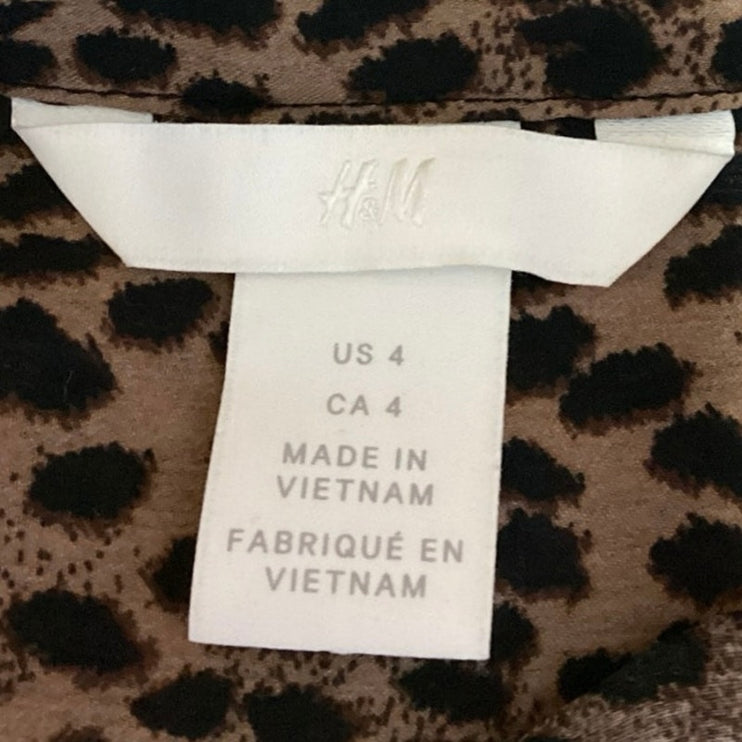 H&M
US 4
CA 4
MADE IN
VIETNAM
FABRIQUÉ EN
VIETNAM